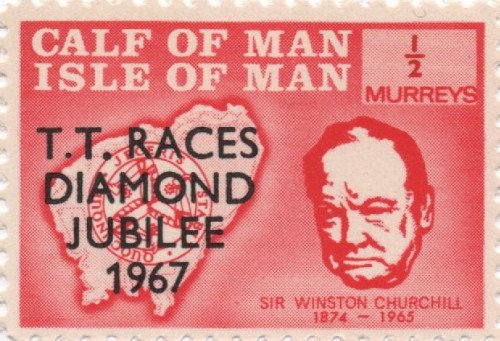 CALF OF MAN
ISLE OF MAN
1/2
MURREYS
T.T. RACES
DIAMOND
JUBILEE
1967
SIR WINSTON CHURCHILL
1874 – 1965